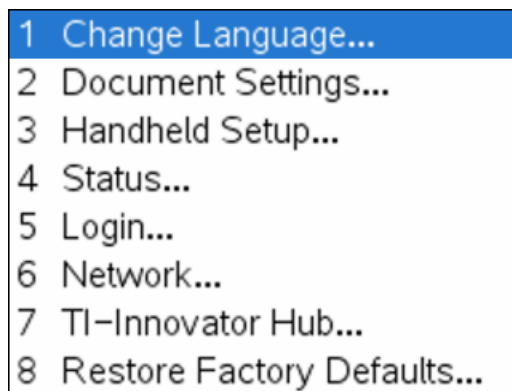 1 Change Language...
2 Document Settings...
3 Handheld Setup...
4 Status...
5 Login...
6 Network...
7 TI-Innovator Hub...
8 Restore Factory Defaults...